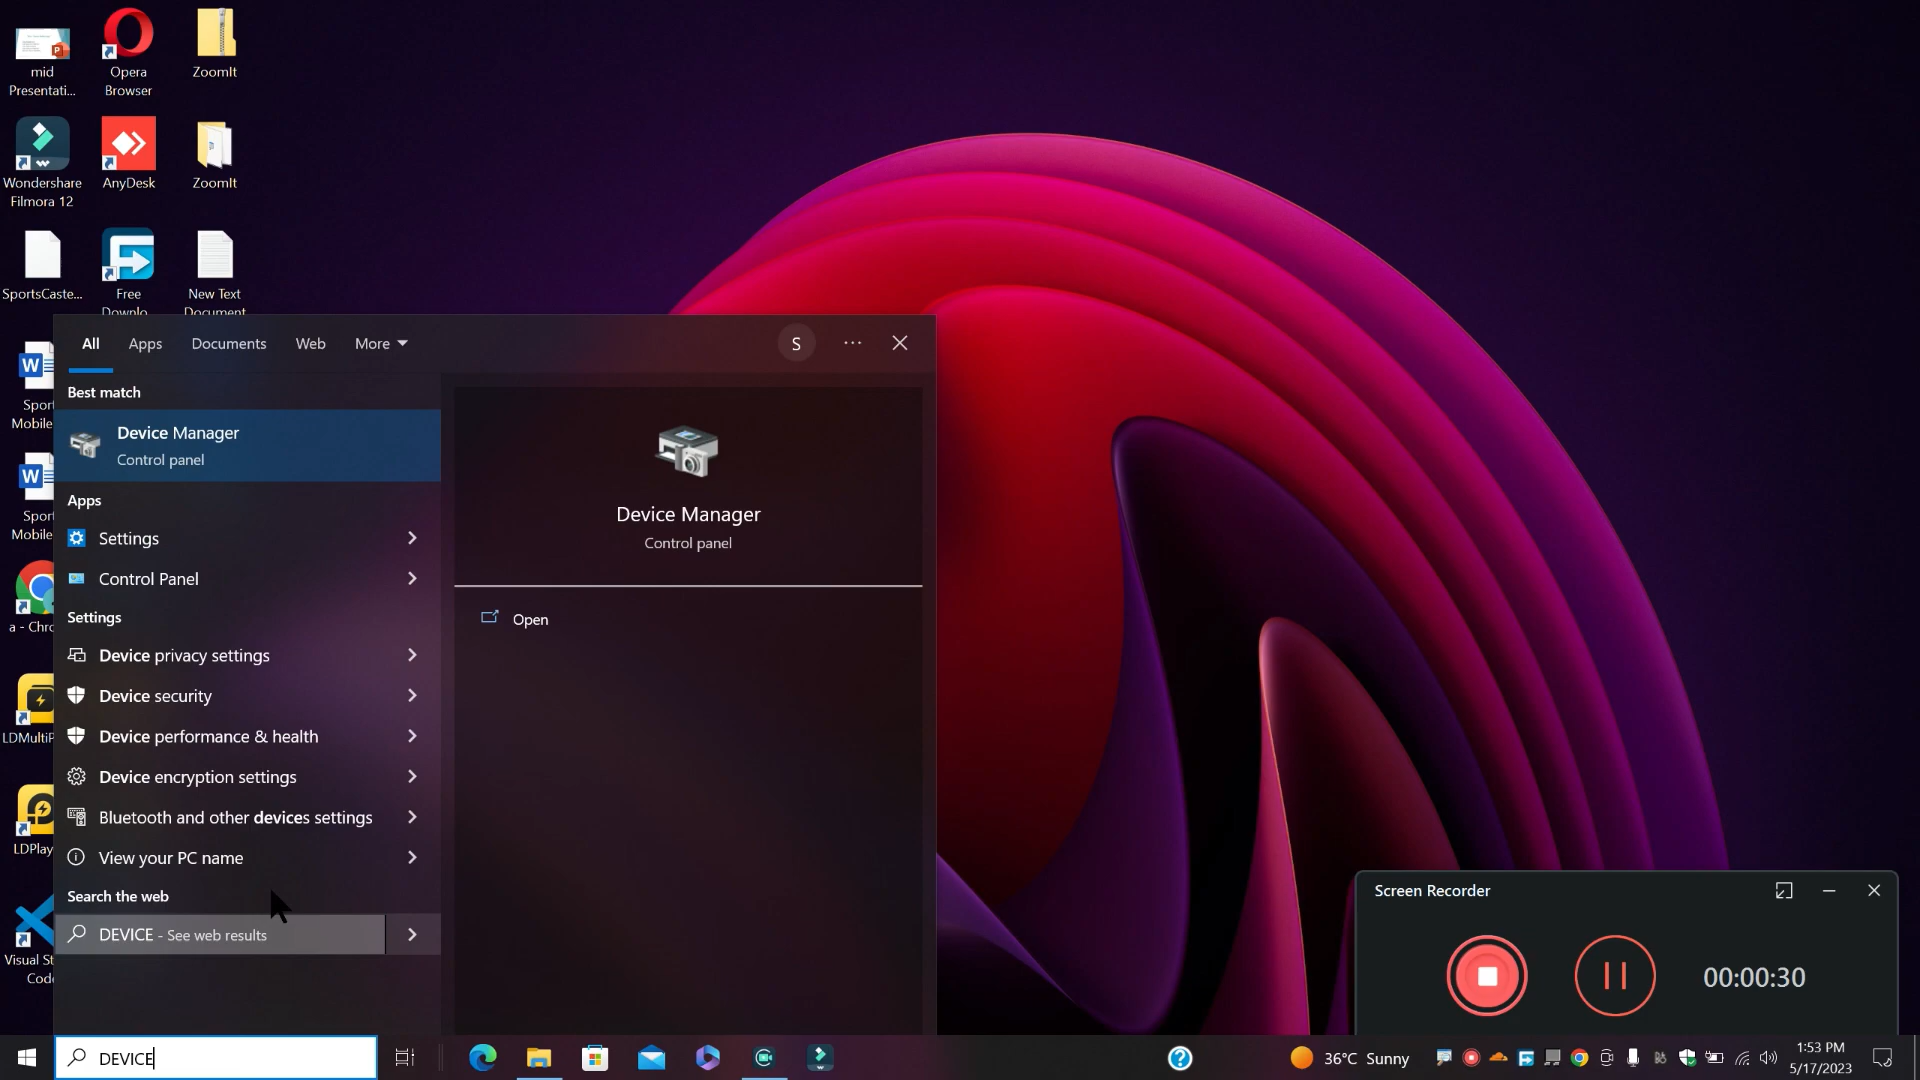 mid
Presentati...
Opera
Browser
ZoomIt
Wondershare
Filmora 12
AnyDesk
ZoomIt
SportsCaste...
Free
Downlo
New Text
Document
Spor
Mobile
Spor
Mobile
a - Chro
LDMultiP
LDPlay
Visual St
Code
All
Apps
Documents
Web
More
S
Best match
Device Manager
Control panel
Apps
Settings
Control Panel
Settings
Device privacy settings
Device security
Device performance & health
Device encryption settings
Bluetooth and other devices settings
View your PC name
Search the web
DEVICE - See web results
Device Manager
Control panel
Open
Screen Recorder
00:00:30
DEVICE
36°C Sunny
1:53 PM
5/17/2023